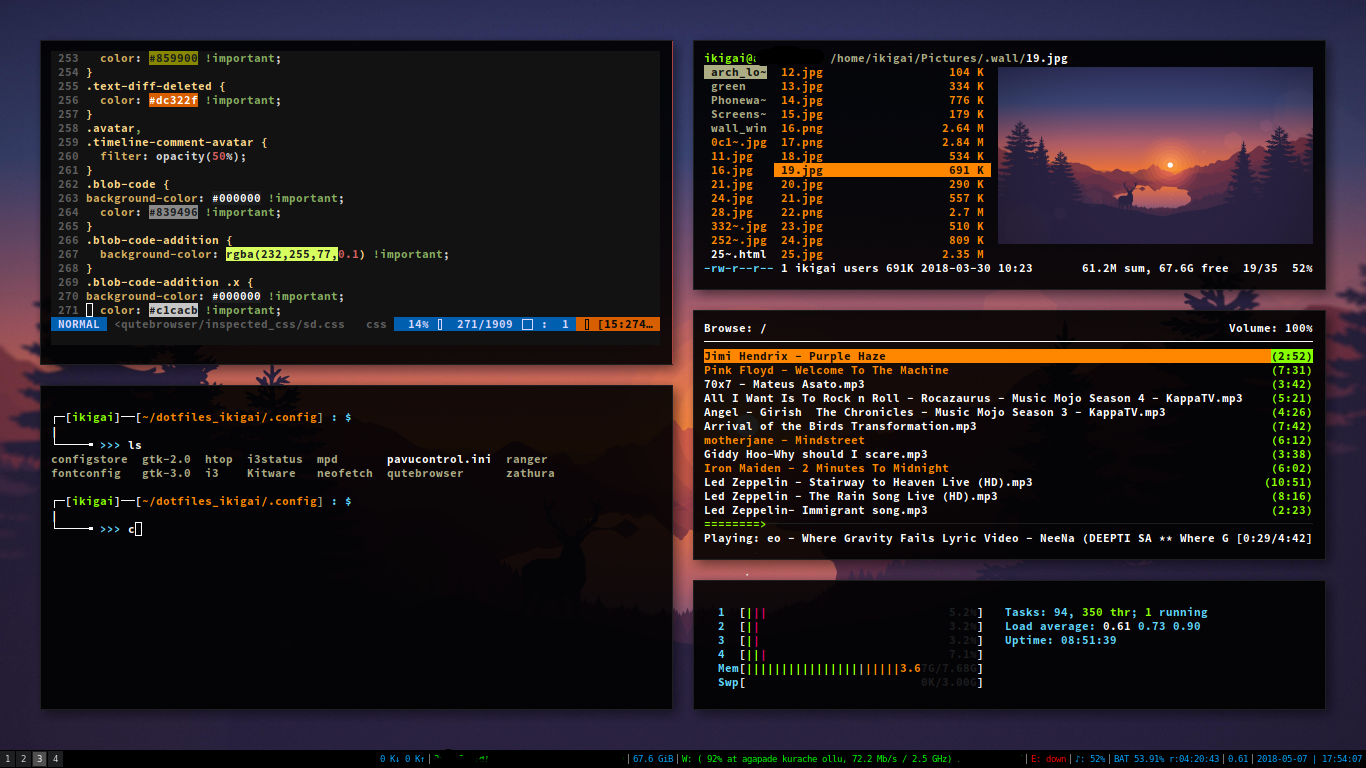 253   color: #859900 !important;
254 }
255 .text-diff-deleted {
256   color: #dc322f !important;
257 }
258 .avatar,
259 .timeline-comment-avatar {
260   filter: opacity(50%);
261 }
262 .blob-code {
263 background-color: #000000 !important;
264   color: #839496 !important;
265 }
266 .blob-code-addition {
267   background-color: rgba(232,255,77,0.1) !important;
268 }
269 .blob-code-addition .x {
270 background-color: #000000 !important;
271   color: #c1cacb !important;
NORMAL  <qutebrowser/inspected_css/sd.css   css   14%   271/1909   :  1   [15:274…
┌─[ikigai]──[~/dotfiles_ikigai/.config] : $
|
└────╸ >>> ls
configstore  gtk-2.0  htop  i3status  mpd       pavucontrol.ini  ranger
fontconfig   gtk-3.0  i3    Kitware   neofetch  qutebrowser      zathura
┌─[ikigai]──[~/dotfiles_ikigai/.config] : $
|
└────╸ >>> c
ikigai@ /home/ikigai/Pictures/.wall/19.jpg
arch_lo~  12.jpg  104 K
green     13.jpg  334 K
Phonewa~  14.jpg  776 K
Screens~  15.jpg  179 K
wall_win  16.png  2.64 M
0c1~.jpg  17.png  2.84 M
11.jpg    18.jpg  534 K
16.jpg    19.jpg  691 K
21.jpg    20.jpg  290 K
24.jpg    21.jpg  557 K
28.jpg    22.png  2.7 M
332~.jpg  23.jpg  510 K
252~.jpg  24.jpg  809 K
25~.html  25.jpg  2.35 M
-rw-r--r-- 1 ikigai users 691K 2018-03-30 10:23       61.2M sum, 67.6G free  19/35  52%
Browse: /  Volume: 100%
Jimi Hendrix - Purple Haze (2:52)
Pink Floyd - Welcome To The Machine (7:31)
70x7 - Mateus Asato.mp3 (3:42)
All I Want Is To Rock n Roll - Rocazaurus - Music Mojo Season 4 - KappaTV.mp3 (5:21)
Angel - Girish  The Chronicles - Music Mojo Season 3 - KappaTV.mp3 (4:26)
Arrival of the Birds Transformation.mp3 (7:42)
motherjane - Mindstreet (6:12)
Giddy Hoo-Why should I scare.mp3 (3:38)
Iron Maiden - 2 Minutes To Midnight (6:02)
Led Zeppelin - Stairway to Heaven Live (HD).mp3 (10:51)
Led Zeppelin - The Rain Song Live (HD).mp3 (8:16)
Led Zeppelin- Immigrant song.mp3 (2:23)
========>
Playing: eo - Where Gravity Fails Lyric Video - NeeNa (DEEPTI SA ** Where G [0:29/4:42]
1  [|||  5.2%]   Tasks: 94, 350 thr; 1 running
2  [||  3.2%]   Load average: 0.61 0.73 0.90
3  [||  3.2%]   Uptime: 08:51:39
4  [|||  7.1%]
Mem[||||||||||||||||||||||3.67G/7.68G]
Swp[  0K/3.00G]
1 2 3 4  0 K↓ 0 K↑ |  | 67.6 GiB | W: ( 92% at agapade kurache ollu, 72.2 Mb/s / 2.5 GHz) | E: down | ♪: 52% | BAT 53.91% r:04:20:43 | 0.61 | 2018-05-07 | 17:54:07